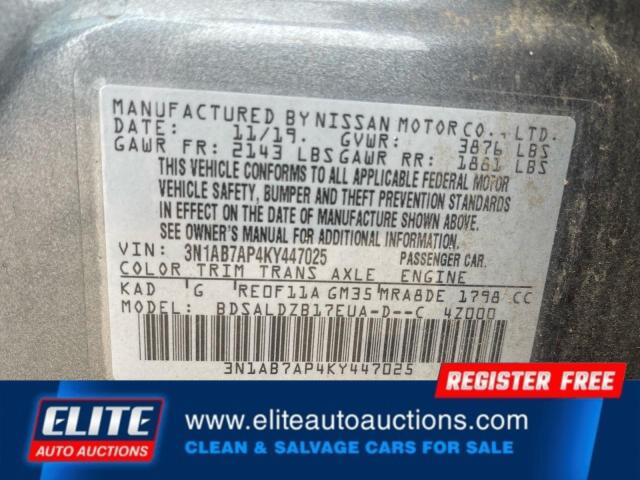 MANUFACTURED BY NISSAN MOTOR CO., LTD.
DATE: 11/19. GVWR: 3876 LBS
GAWR FR: 2143 LBS GAWR RR: 1881 LBS
THIS VEHICLE CONFORMS TO ALL APPLICABLE FEDERAL MOTOR
VEHICLE SAFETY, BUMPER AND THEFT PREVENTION STANDARDS
IN EFFECT ON THE DATE OF MANUFACTURE SHOWN ABOVE.
SEE OWNER'S MANUAL FOR ADDITIONAL INFORMATION.
VIN: 3N1AB7AP4KY447025 PASSENGER CAR.
COLOR TRIM TRANS AXLE ENGINE
KAD G RE0F11A GM35 MRA8DE 1798 CC
MODEL: BDSALDZB17EUA-D--C 4Z000
3N1AB7AP4KY447025
REGISTER FREE!
ELITE
AUTO AUCTIONS
www.eliteautoauctions.com
CLEAN & SALVAGE CARS FOR SALE